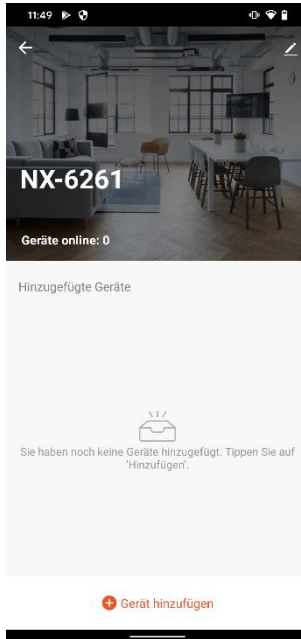 11:49
NX-6261
Geräte online: 0
Hinzugefügte Geräte
Sie haben noch keine Geräte hinzugefügt. Tippen Sie auf
'Hinzufügen'.
Gerät hinzufügen